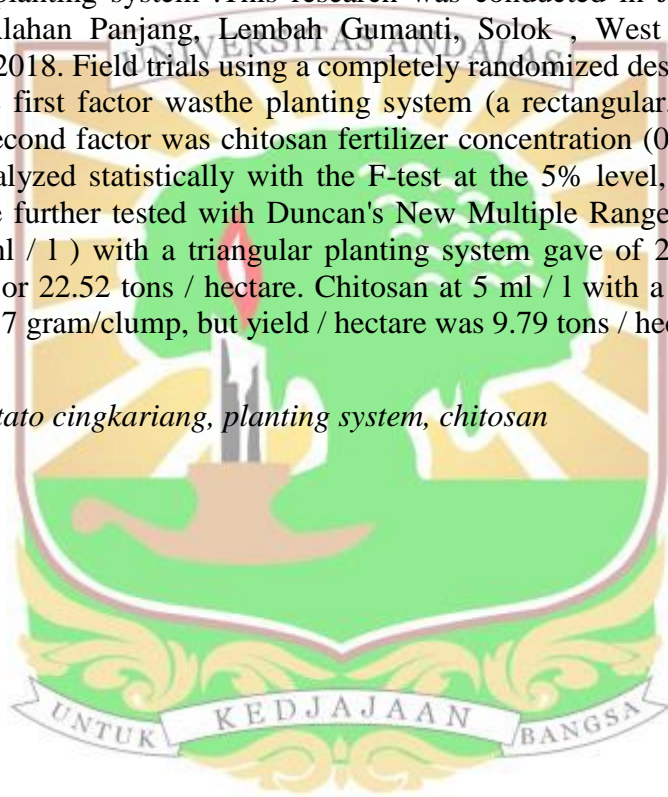 planting system .This research was conducted in
lahan Panjang, Lembah Gumanti, Solok , West
UNIVERSITAS ANDALAS
2018. Field trials using a completely randomized des
first factor wasthe planting system (a rectangular
econd factor was chitosan fertilizer concentration (0
alyzed statistically with the F-test at the 5% level,
further tested with Duncan's New Multiple Range
ml / l ) with a triangular planting system gave of 2
or 22.52 tons / hectare. Chitosan at 5 ml / l with a
7 gram/clump, but yield / hectare was 9.79 tons / hec
tato cingkariang, planting system, chitosan
UNTUK KEDJAJAAN BANGSA